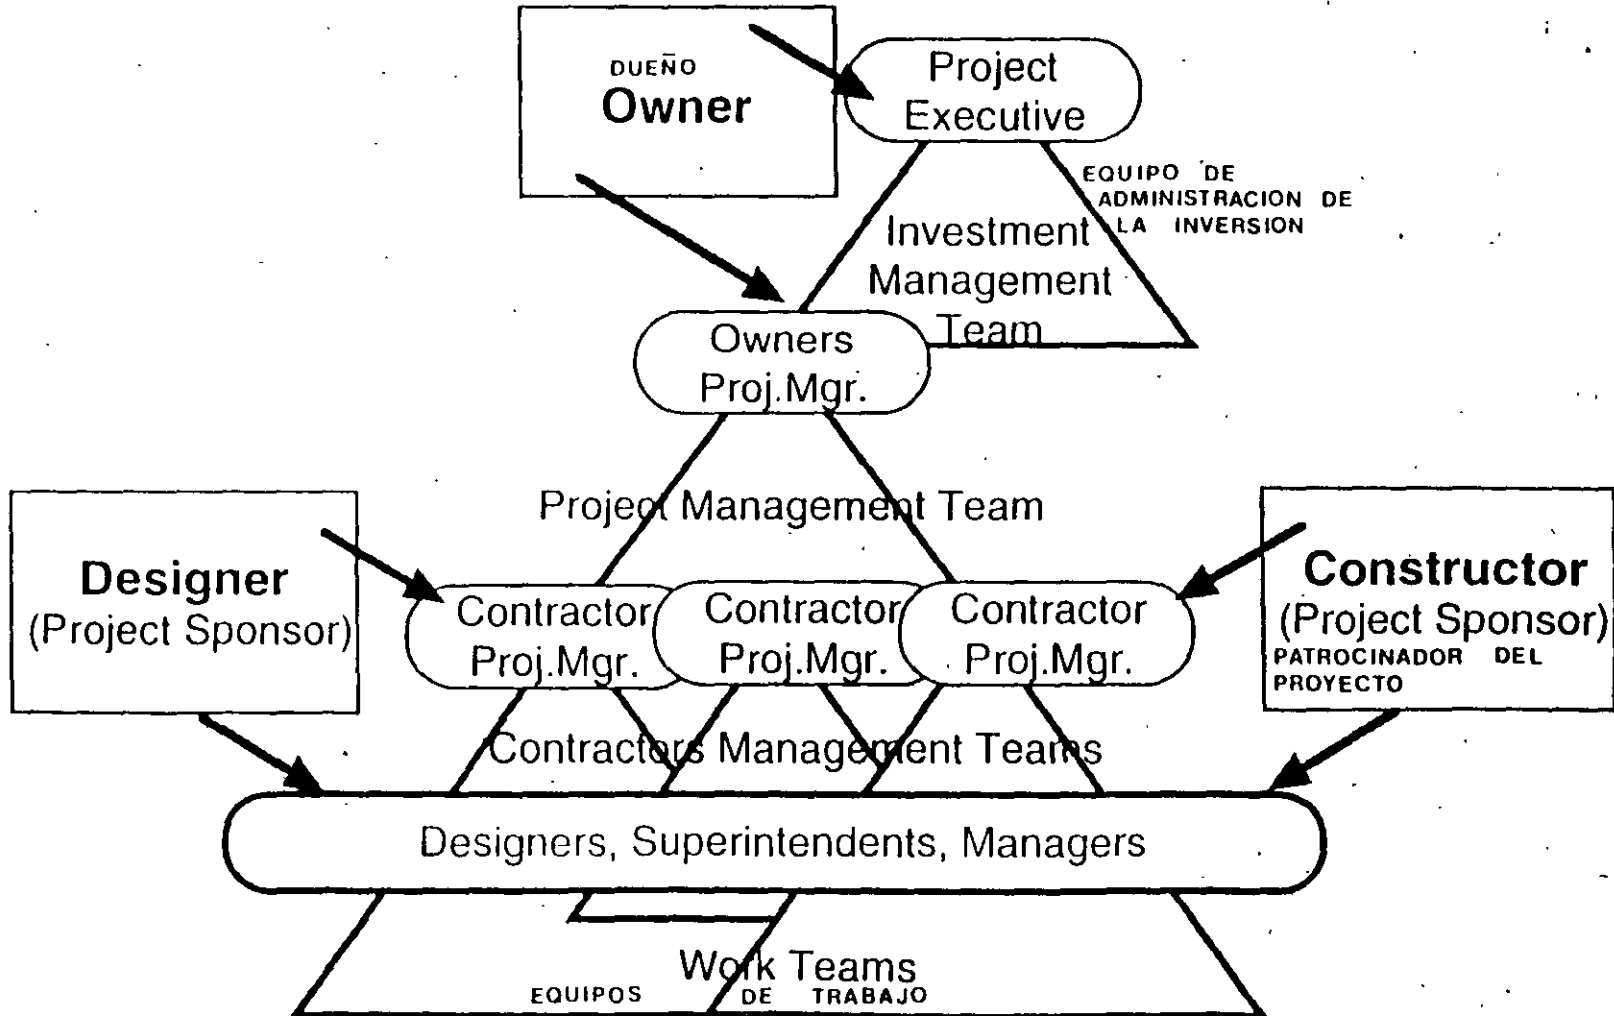 DUEÑO
Owner
Project
Executive
EQUIPO DE
ADMINISTRACION DE
LA INVERSION
Investment
Management
Team
Owners
Proj.Mgr.
Project Management Team
Designer
(Project Sponsor)
Contractor
Proj.Mgr.
Contractor
Proj.Mgr.
Contractor
Proj.Mgr.
Constructor
(Project Sponsor)
PATROCINADOR DEL
PROYECTO
Contractors Management Teams
Designers, Superintendents, Managers
Work Teams
EQUIPOS DE TRABAJO